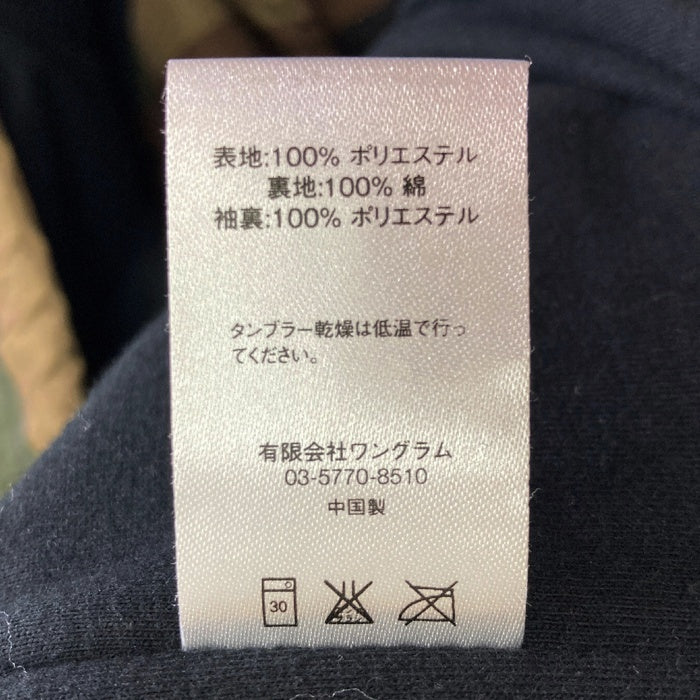 表地:100% ポリエステル
裏地:100% 綿
袖裏:100% ポリエステル
タンブラー乾燥は低温で行っ
てください。
有限会社ワングラム
03-5770-8510
中国製
30